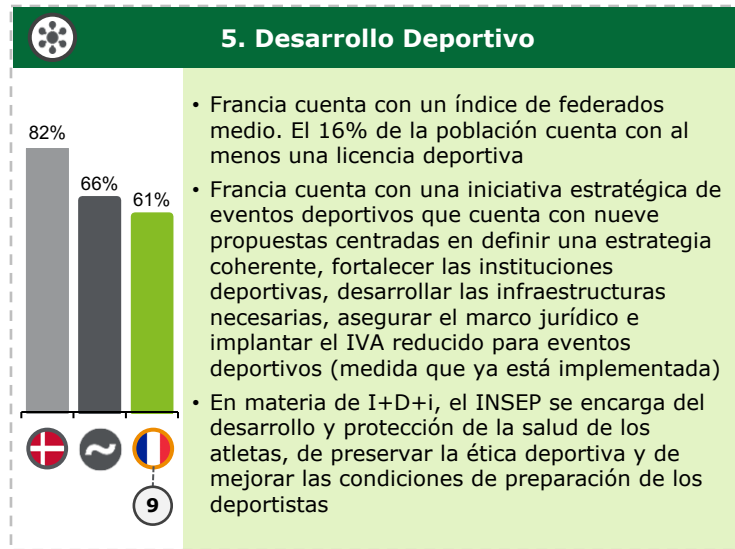 5. Desarrollo Deportivo
82%
66%
61%
9
• Francia cuenta con un índice de federados
medio. El 16% de la población cuenta con al
menos una licencia deportiva
• Francia cuenta con una iniciativa estratégica de
eventos deportivos que cuenta con nueve
propuestas centradas en definir una estrategia
coherente, fortalecer las instituciones
deportivas, desarrollar las infraestructuras
necesarias, asegurar el marco jurídico e
implantar el IVA reducido para eventos
deportivos (medida que ya está implementada)
• En materia de I+D+i, el INSEP se encarga del
desarrollo y protección de la salud de los
atletas, de preservar la ética deportiva y de
mejorar las condiciones de preparación de los
deportistas